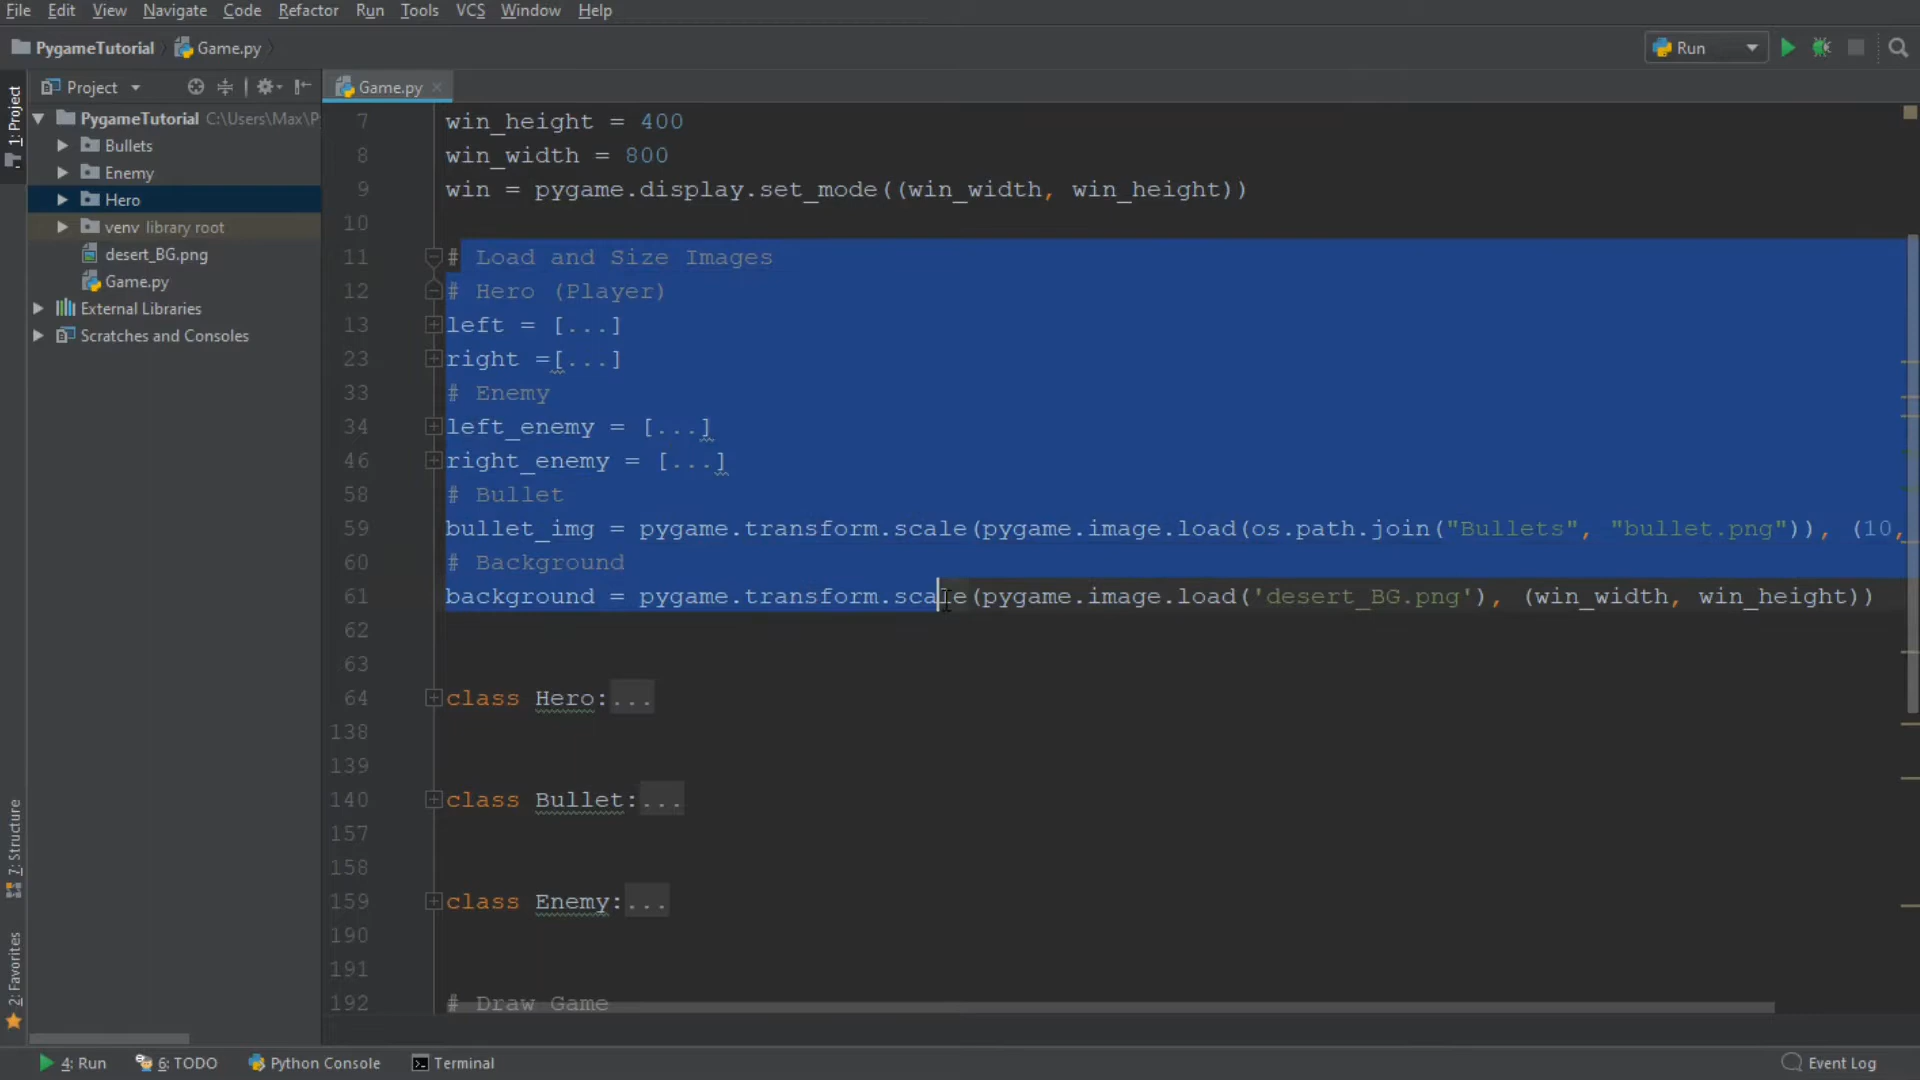 File Edit View Navigate Code Refactor Run Tools VCS Window Help
PygameTutorial Game.py Run
1: Project
Project
Game.py
PygameTutorial C:\Users\Max\P
Bullets
Enemy
Hero
venv library root
desert_BG.png
Game.py
External Libraries
Scratches and Consoles
7 win_height = 400
8 win_width = 800
9 win = pygame.display.set_mode((win_width, win_height))
10
11 # Load and Size Images
12 # Hero (Player)
13 left = [...]
23 right =[...]
33 # Enemy
34 left_enemy = [...]
46 right_enemy = [...]
58 # Bullet
59 bullet_img = pygame.transform.scale(pygame.image.load(os.path.join("Bullets", "bullet.png")), (10,
60 # Background
61 background = pygame.transform.scale(pygame.image.load('desert_BG.png'), (win_width, win_height))
62
63
64 class Hero:...
138
139
140 class Bullet:...
157
158
159 class Enemy:...
190
191
192 # Draw Game
7: Structure
2: Favorites
4: Run 6: TODO Python Console Terminal Event Log